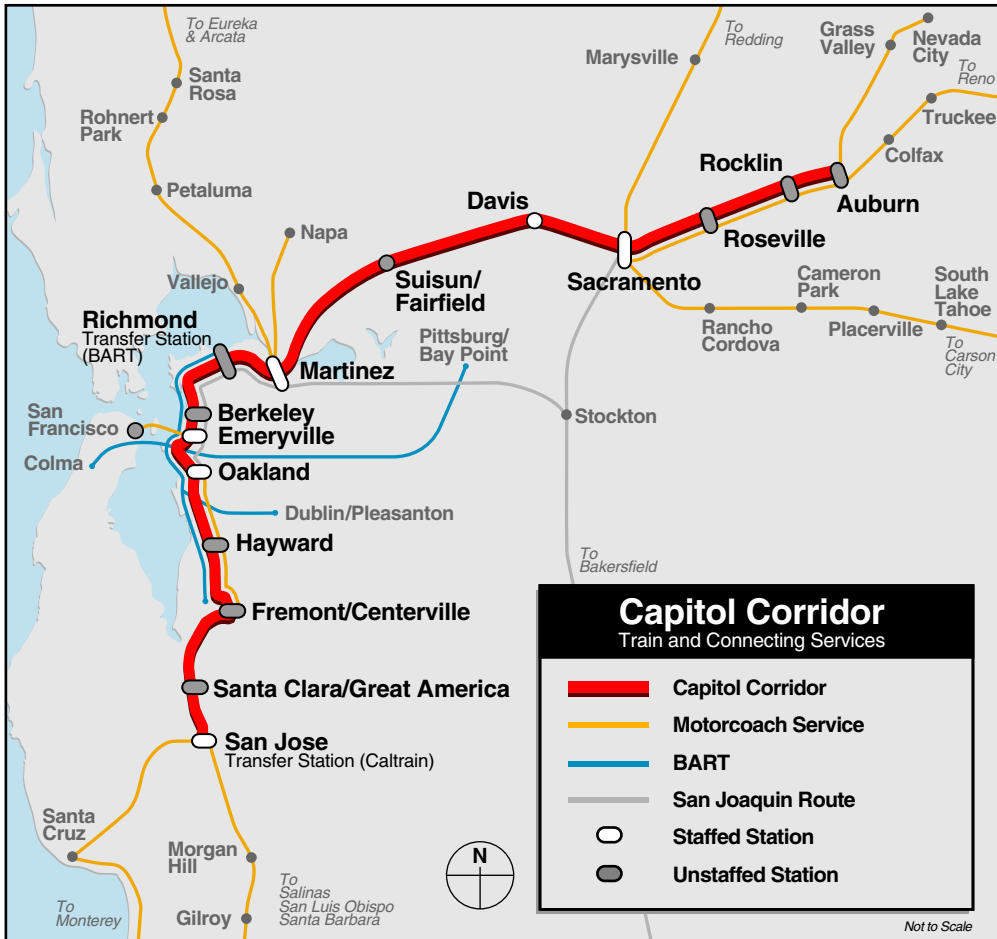 To Eureka
& Arcata
To
Redding
Grass
Valley
Nevada
City
Marysville
To
Reno
Santa
Rosa
Truckee
Rohnert
Park
Colfax
Rocklin
Petaluma
Davis
Auburn
Napa
Roseville
Suisun/
Fairfield
Sacramento
Vallejo
Cameron
Park
South
Lake
Tahoe
Richmond
Transfer Station
(BART)
Pittsburg/
Bay Point
Rancho
Cordova
Placerville
To
Carson
City
Martinez
San
Francisco
Berkeley
Emeryville
Stockton
Colma
Oakland
Dublin/Pleasanton
Hayward
To
Bakersfield
Fremont/Centerville
Santa Clara/Great America
San Jose
Transfer Station (Caltrain)
Santa
Cruz
Morgan
Hill
To
Monterey
Gilroy
To
Salinas
San Luis Obispo
Santa Barbara
N
Capitol Corridor
Train and Connecting Services
Capitol Corridor
Motorcoach Service
BART
San Joaquin Route
Staffed Station
Unstaffed Station
Not to Scale